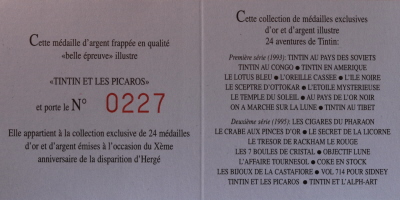 Cette médaille d'argent frappée en qualité
«belle épreuve» illustre
«TINTIN ET LES PICAROS»
et porte le N° 0227
Elle appartient à la collection exclusive de 24 médailles
d'or et d'argent émises à l'occasion du Xème
anniversaire de la disparition d'Hergé
Cette collection de médailles exclusives
d'or et d'argent illustre
24 aventures de Tintin:
Première série (1993): TINTIN AU PAYS DES SOVIETS
TINTIN AU CONGO ● TINTIN EN AMERIQUE
LE LOTUS BLEU ● L'OREILLE CASSEE ● L'ILE NOIRE
LE SCEPTRE D'OTTOKAR ● L'ETOILE MYSTERIEUSE
LE TEMPLE DU SOLEIL ● AU PAYS DE L'OR NOIR
ON A MARCHE SUR LA LUNE ● TINTIN AU TIBET
Deuxième série (1995): LES CIGARES DU PHARAON
LE CRABE AUX PINCES D'OR ● LE SECRET DE LA LICORNE
LE TRESOR DE RACKHAM LE ROUGE
LES 7 BOULES DE CRISTAL ● OBJECTIF LUNE
L'AFFAIRE TOURNESOL ● COKE EN STOCK
LES BIJOUX DE LA CASTAFIORE ● VOL 714 POUR SIDNEY
TINTIN ET LES PICAROS ● TINTIN ET L'ALPH-ART